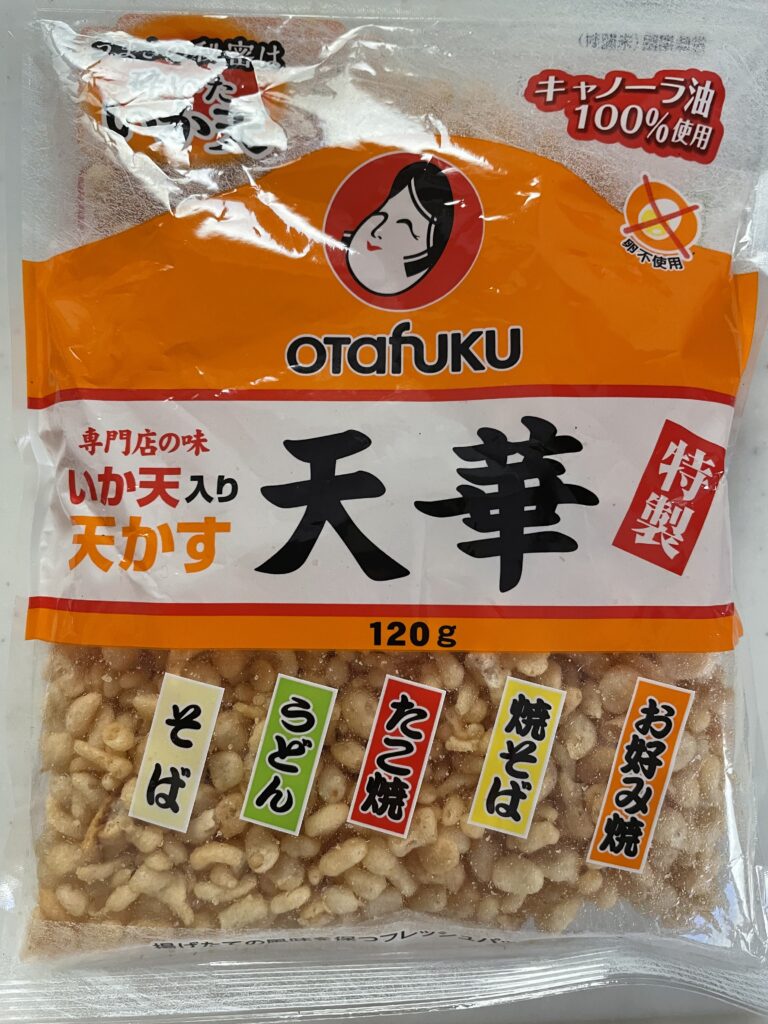 キャノーラ油
100%使用
卵不使用
OTAFUKU
専門店の味
いか天入り
天かす
天華
特製
120g
そば
うどん
たこ焼
焼そば
お好み焼